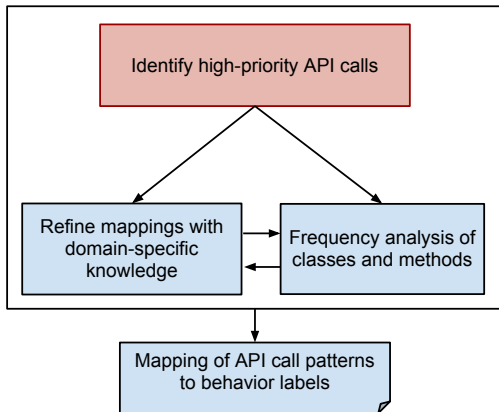 Identify high-priority API calls
Refine mappings with
domain-specific
knowledge
Frequency analysis of
classes and methods
Mapping of API call patterns
to behavior labels